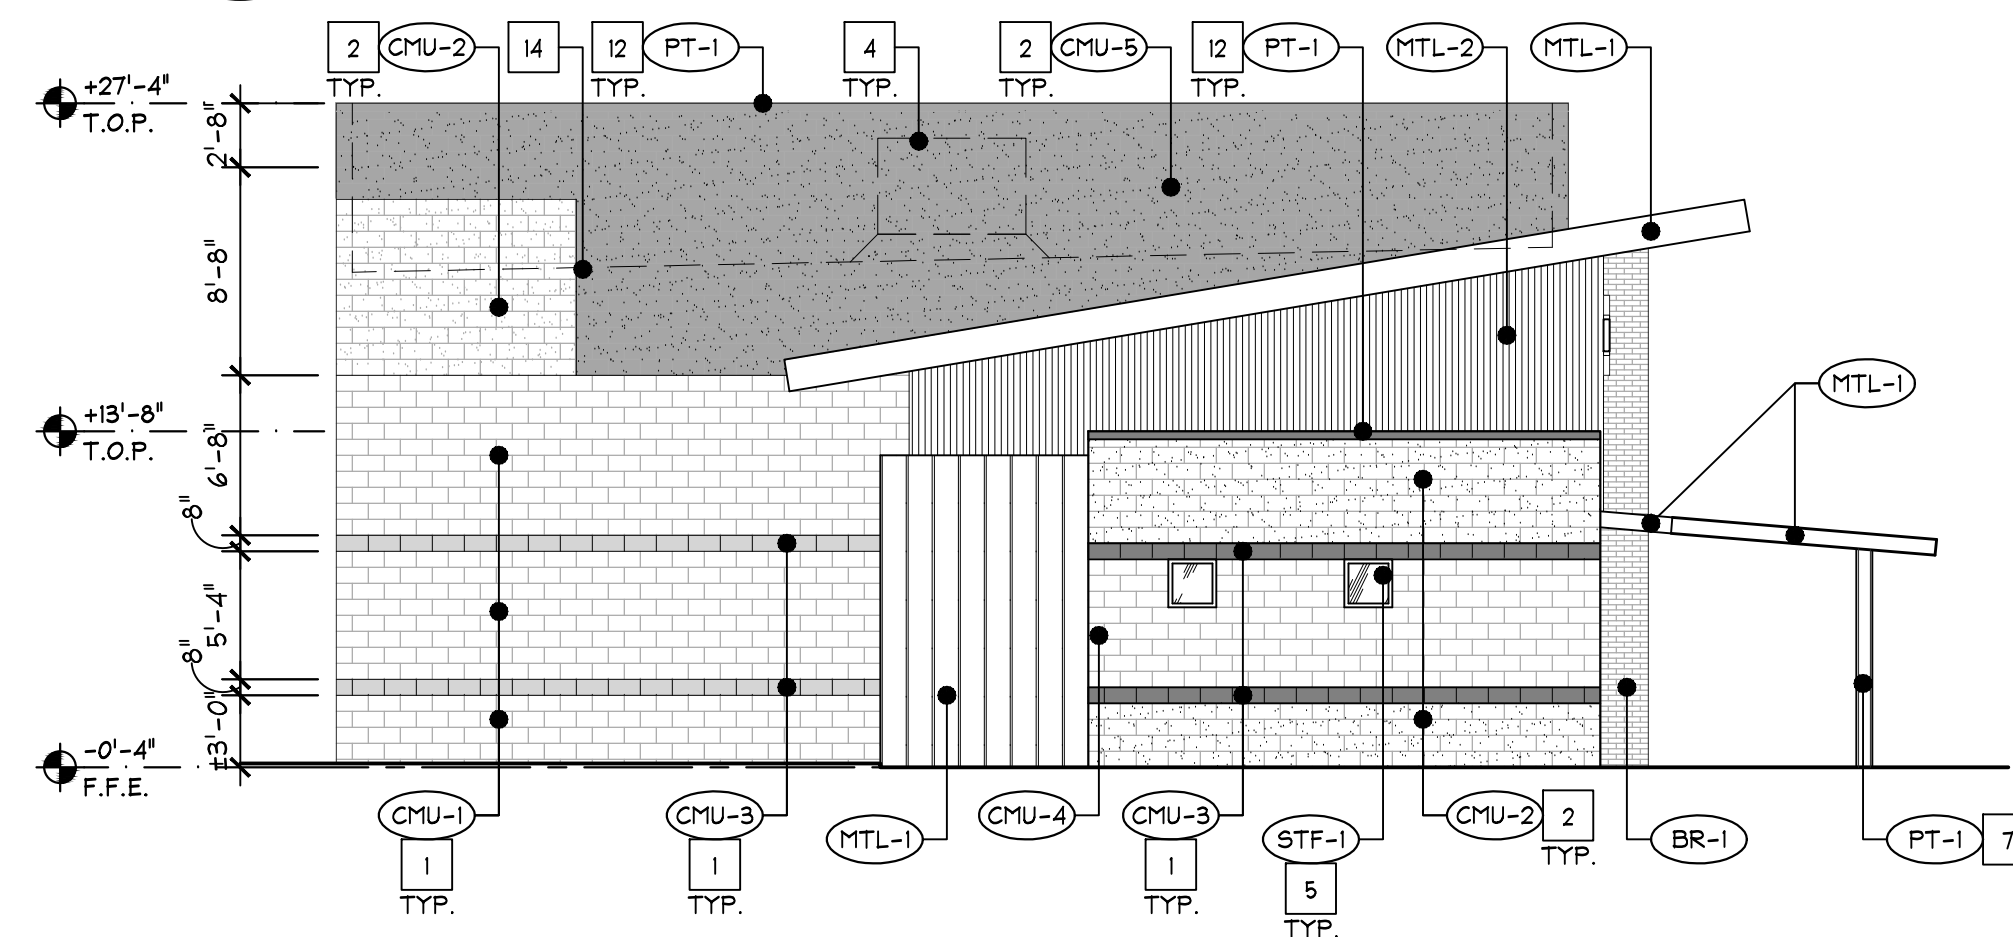 2 CMU-2 14 12 PT-1 4 2 CMU-5 12 PT-1 MTL-2 MTL-1
TYP. TYP. TYP. TYP. TYP.
+27'-4"
T.O.P.
2'-8"
8'-8"
MTL-1
+13'-8"
T.O.P.
6'-8"
8"
5'-4"
8"
±3'-0"
-0'-4"
F.F.E.
CMU-1 CMU-3 MTL-1 CMU-4 CMU-3 STF-1 CMU-2 2 BR-1 PT-1 7
1 1 1 TYP.
TYP. TYP. TYP. 5
TYP.